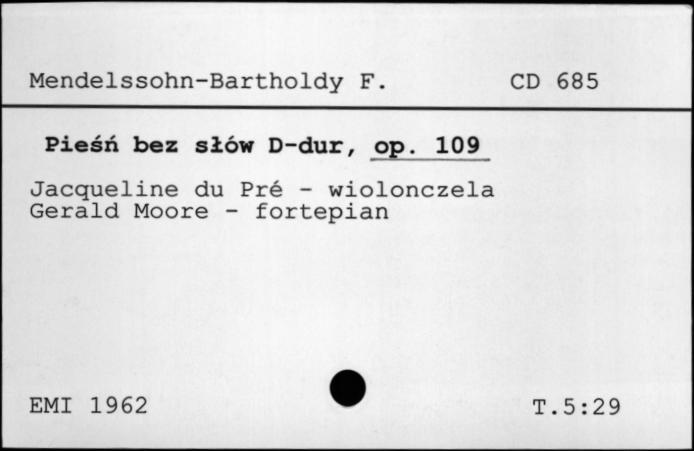 Mendelssohn-Bartholdy F. CD 685
Pieśń bez słów D-dur, op. 109
Jacqueline du Pré - wiolonczela
Gerald Moore - fortepian
EMI 1962 T.5:29